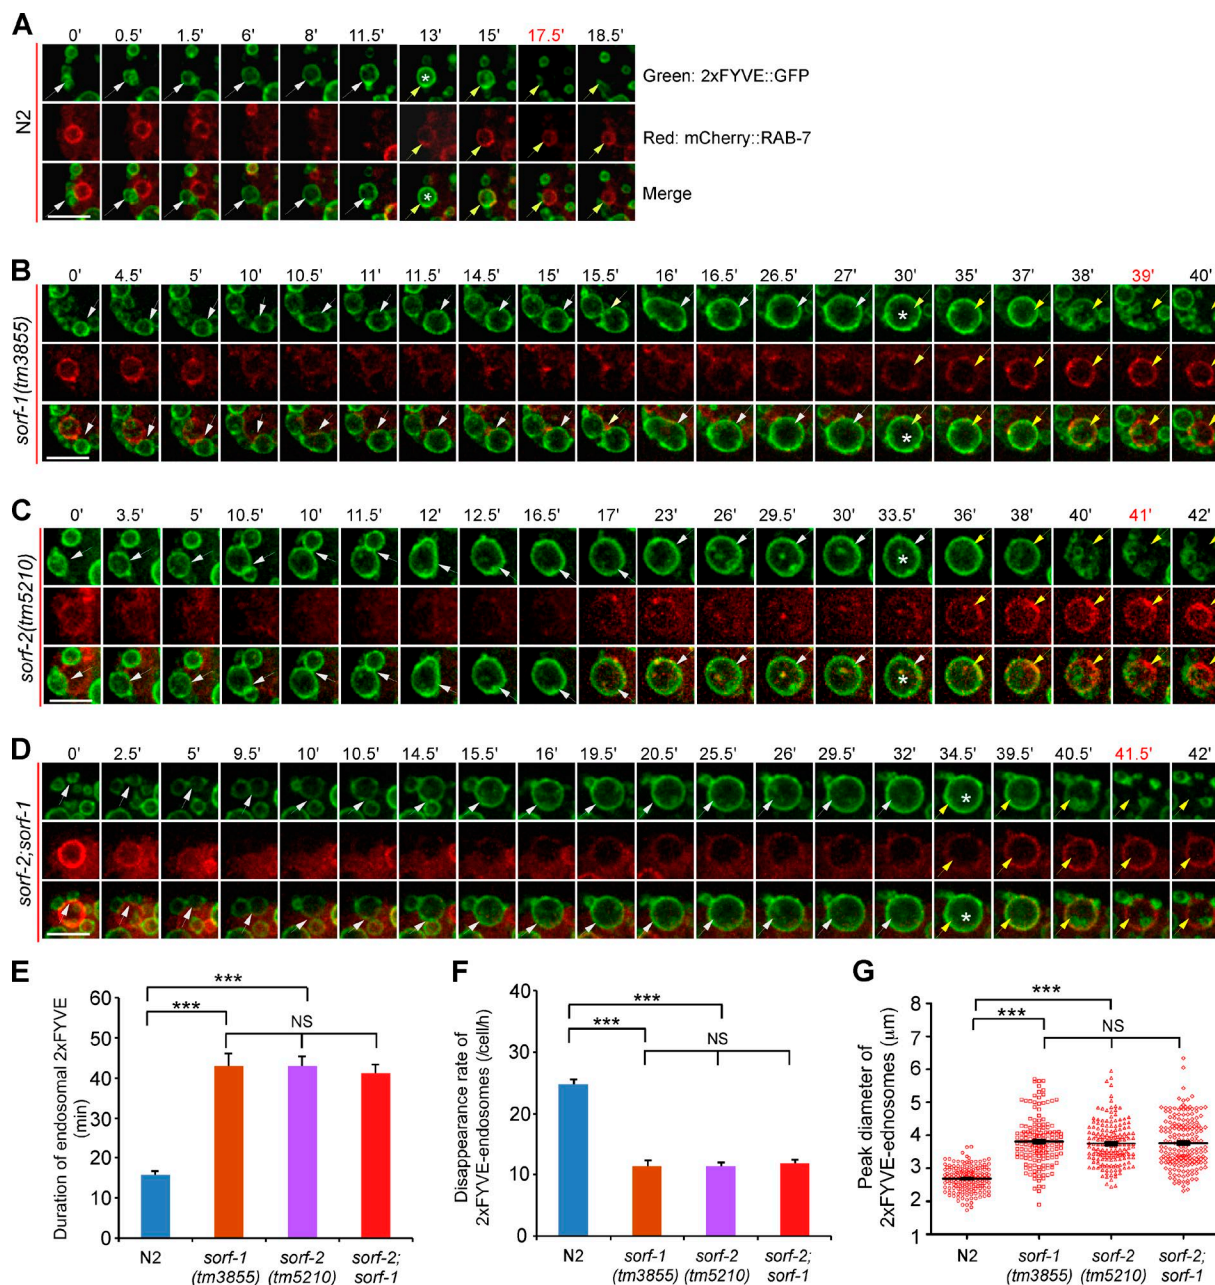 A
0' 0.5' 1.5' 6' 8' 11.5' 13' 15' 17.5' 18.5'
N2
Green: 2xFYVE::GFP
*
Red: mCherry::RAB-7
Merge
*
B
0' 4.5' 5' 10' 10.5' 11' 11.5' 14.5' 15' 15.5' 16' 16.5' 26.5' 27' 30' 35' 37' 38' 39' 40'
sorf-1(tm3855)
*
*
C
0' 3.5' 5' 10.5' 10' 11.5' 12' 12.5' 16.5' 17' 23' 26' 29.5' 30' 33.5' 36' 38' 40' 41' 42'
sorf-2(tm5210)
*
*
D
0' 2.5' 5' 9.5' 10' 10.5' 14.5' 15.5' 16' 19.5' 20.5' 25.5' 26' 29.5' 32' 34.5' 39.5' 40.5' 41.5' 42'
sorf-2;sorf-1
*
*
E
Duration of endosomal 2xFYVE
(min)
60
50
40
30
20
10
0
***
***
NS
N2 sorf-1 sorf-2 sorf-2;
(tm3855) (tm5210) sorf-1
F
Disappearance rate of
2xFYVE-endosomes (/cell/h)
40
30
20
10
0
***
***
NS
N2 sorf-1 sorf-2 sorf-2;
(tm3855) (tm5210) sorf-1
G
Peak diameter of
2xFYVE-ednosomes (μm)
8
7
6
5
4
3
2
1
***
***
NS
N2 sorf-1 sorf-2 sorf-2;
(tm3855) (tm5210) sorf-1